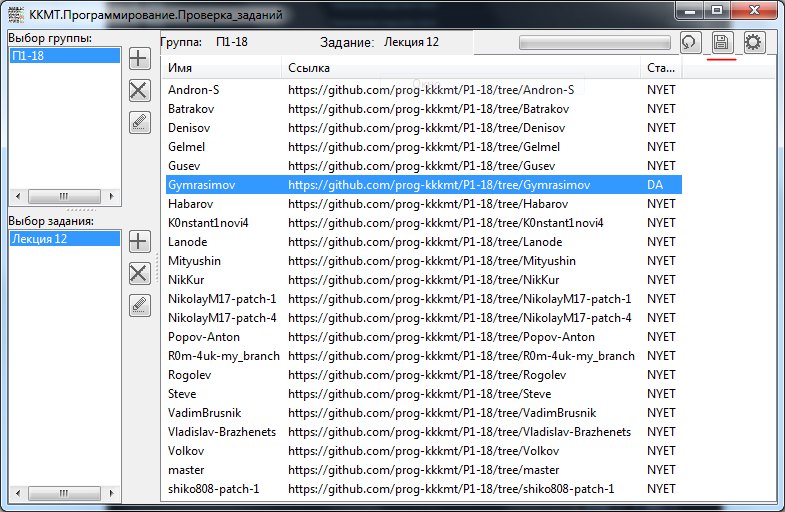 ККМТ.Программирование.Проверка_заданий
Выбор группы:
П1-18
Выбор задания:
Лекция 12
Группа: П1-18 Задание: Лекция 12
Имя Ссылка Ста...
Andron-S https://github.com/prog-kkkmt/P1-18/tree/Andron-S NYET
Batrakov https://github.com/prog-kkkmt/P1-18/tree/Batrakov NYET
Denisov https://github.com/prog-kkkmt/P1-18/tree/Denisov NYET
Gelmel https://github.com/prog-kkkmt/P1-18/tree/Gelmel NYET
Gusev https://github.com/prog-kkkmt/P1-18/tree/Gusev NYET
Gymrasimov https://github.com/prog-kkkmt/P1-18/tree/Gymrasimov DA
Habarov https://github.com/prog-kkkmt/P1-18/tree/Habarov NYET
K0nstant1novi4 https://github.com/prog-kkkmt/P1-18/tree/K0nstant1novi4 NYET
Lanode https://github.com/prog-kkkmt/P1-18/tree/Lanode NYET
Mityushin https://github.com/prog-kkkmt/P1-18/tree/Mityushin NYET
NikKur https://github.com/prog-kkkmt/P1-18/tree/NikKur NYET
NikolayM17-patch-1 https://github.com/prog-kkkmt/P1-18/tree/NikolayM17-patch-1 NYET
NikolayM17-patch-4 https://github.com/prog-kkkmt/P1-18/tree/NikolayM17-patch-4 NYET
Popov-Anton https://github.com/prog-kkkmt/P1-18/tree/Popov-Anton NYET
R0m-4uk-my_branch https://github.com/prog-kkkmt/P1-18/tree/R0m-4uk-my_branch NYET
Rogolev https://github.com/prog-kkkmt/P1-18/tree/Rogolev NYET
Steve https://github.com/prog-kkkmt/P1-18/tree/Steve NYET
VadimBrusnik https://github.com/prog-kkkmt/P1-18/tree/VadimBrusnik NYET
Vladislav-Brazhenets https://github.com/prog-kkkmt/P1-18/tree/Vladislav-Brazhenets NYET
Volkov https://github.com/prog-kkkmt/P1-18/tree/Volkov NYET
master https://github.com/prog-kkkmt/P1-18/tree/master NYET
shiko808-patch-1 https://github.com/prog-kkkmt/P1-18/tree/shiko808-patch-1 NYET